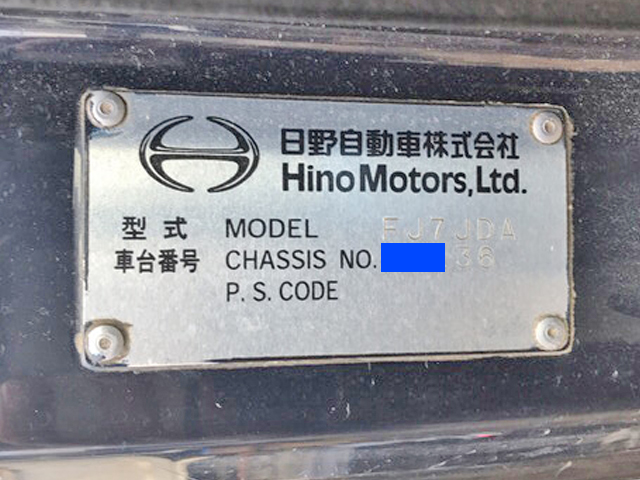 日野自動車株式会社
Hino Motors, Ltd.
型式 MODEL FJ7JDA
車台番号 CHASSIS NO. 36
P. S. CODE